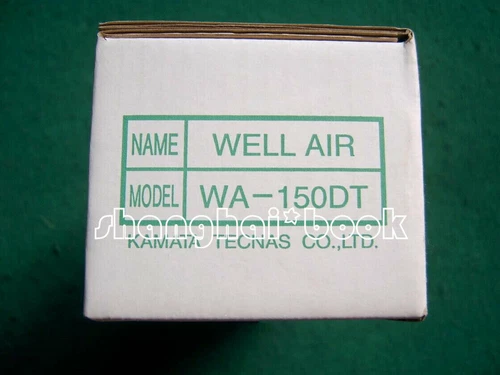 NAME WELL AIR
MODEL WA-150DT
shanghai★book
KAMATA TECNAS CO.,LTD.